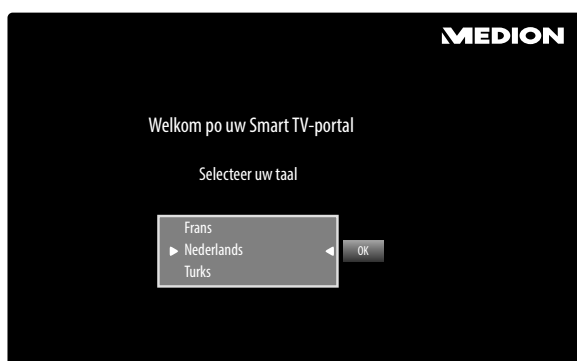 MEDION
Welkom po uw Smart TV-portal
Selecteer uw taal
Frans
Nederlands OK
Turks